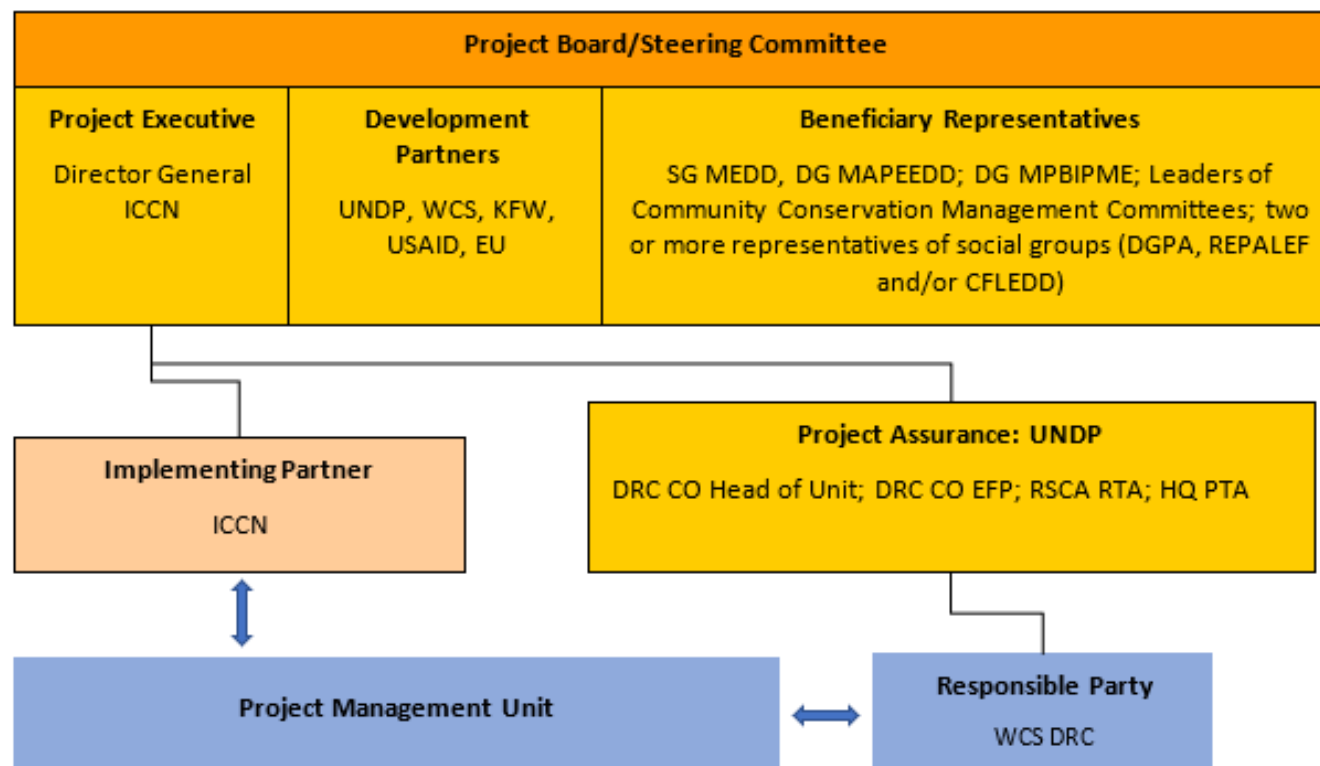 Project Board/Steering Committee
Project Executive
Director General
ICCN
Development
Partners
UNDP, WCS, KFW,
USAID, EU
Beneficiary Representatives
SG MEDD, DG MAPEEDD; DG MPBIPME; Leaders of
Community Conservation Management Committees; two
or more representatives of social groups (DGPA, REPALEF
and/or CFLEDD)
Implementing Partner
ICCN
Project Assurance: UNDP
DRC CO Head of Unit; DRC CO EFP; RSCA RTA; HQ PTA
Project Management Unit
Responsible Party
WCS DRC